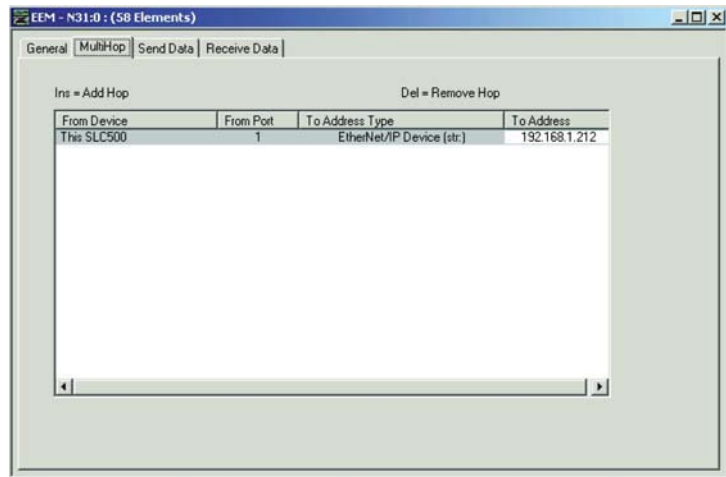 EEM - N31:0 : (58 Elements)
General MultiHop Send Data Receive Data
Ins = Add Hop Del = Remove Hop
From Device From Port To Address Type To Address
This SLC500 1 EtherNet/IP Device (str.) 192.168.1.212